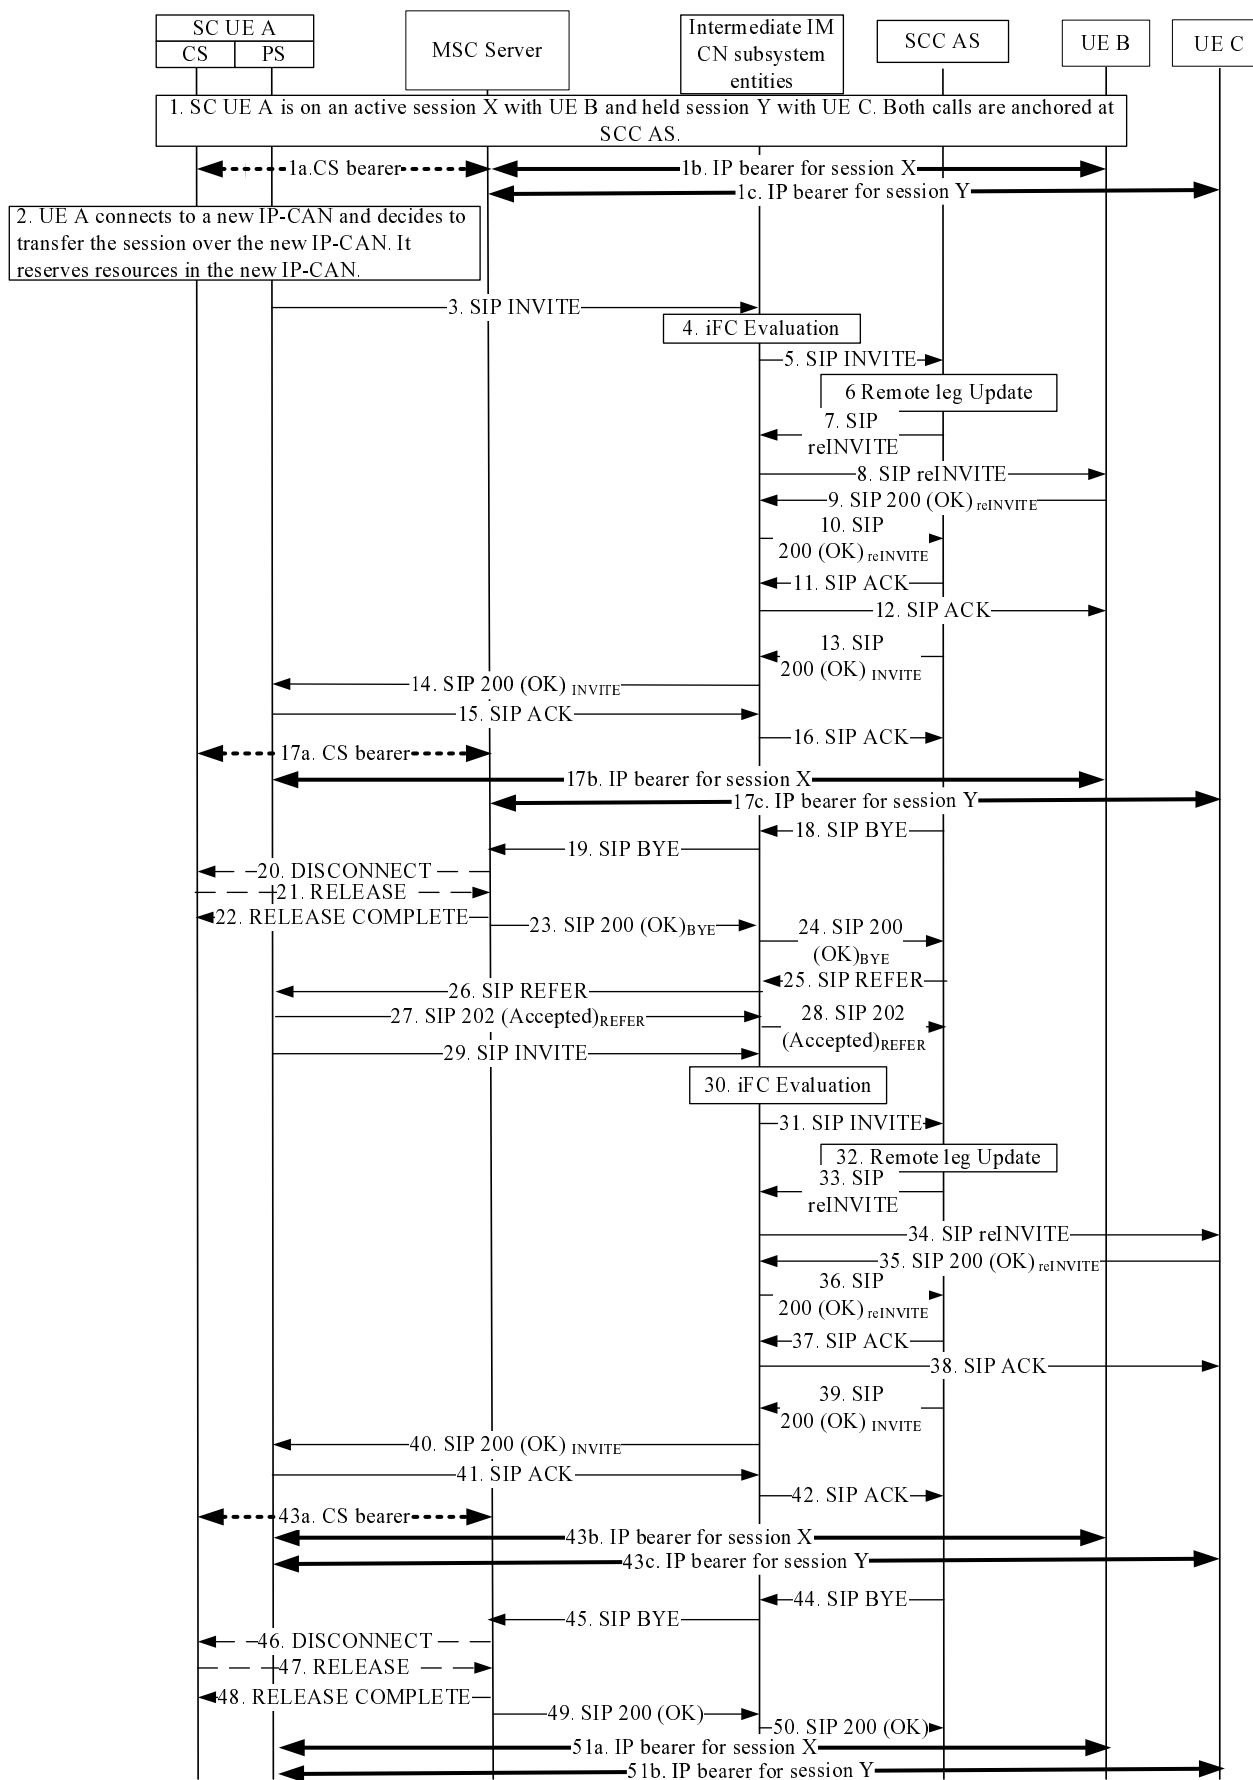 SC UE A
CS
PS
MSC Server
Intermediate IM
CN subsystem
entities
SCC AS
UE B
UE C
1. SC UE A is on an active session X with UE B and held session Y with UE C. Both calls are anchored at
SCC AS.
1a.CS bearer
1b. IP bearer for session X
1c. IP bearer for session Y
2. UE A connects to a new IP-CAN and decides to
transfer the session over the new IP-CAN. It
reserves resources in the new IP-CAN.
3. SIP INVITE
4. iFC Evaluation
5. SIP INVITE
6 Remote leg Update
7. SIP
reINVITE
8. SIP reINVITE
9. SIP 200 (OK) reINVITE
10. SIP
200 (OK) reINVITE
11. SIP ACK
12. SIP ACK
13. SIP
200 (OK) INVITE
14. SIP 200 (OK) INVITE
15. SIP ACK
16. SIP ACK
17a. CS bearer
17b. IP bearer for session X
17c. IP bearer for session Y
18. SIP BYE
19. SIP BYE
20. DISCONNECT
21. RELEASE
22. RELEASE COMPLETE
23. SIP 200 (OK)BYE
24. SIP 200
(OK)BYE
25. SIP REFER
26. SIP REFER
27. SIP 202 (Accepted)REFER
28. SIP 202
(Accepted)REFER
29. SIP INVITE
30. iFC Evaluation
31. SIP INVITE
32. Remote leg Update
33. SIP
reINVITE
34. SIP reINVITE
35. SIP 200 (OK) reINVITE
36. SIP
200 (OK) reINVITE
37. SIP ACK
38. SIP ACK
39. SIP
200 (OK) INVITE
40. SIP 200 (OK) INVITE
41. SIP ACK
42. SIP ACK
43a. CS bearer
43b. IP bearer for session X
43c. IP bearer for session Y
44. SIP BYE
45. SIP BYE
46. DISCONNECT
47. RELEASE
48. RELEASE COMPLETE
49. SIP 200 (OK)
50. SIP 200 (OK)
51a. IP bearer for session X
51b. IP bearer for session Y